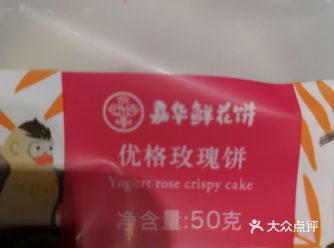 嘉华鲜花饼
优格玫瑰饼
Yogurt rose crispy cake
净含量:50克
大众点评